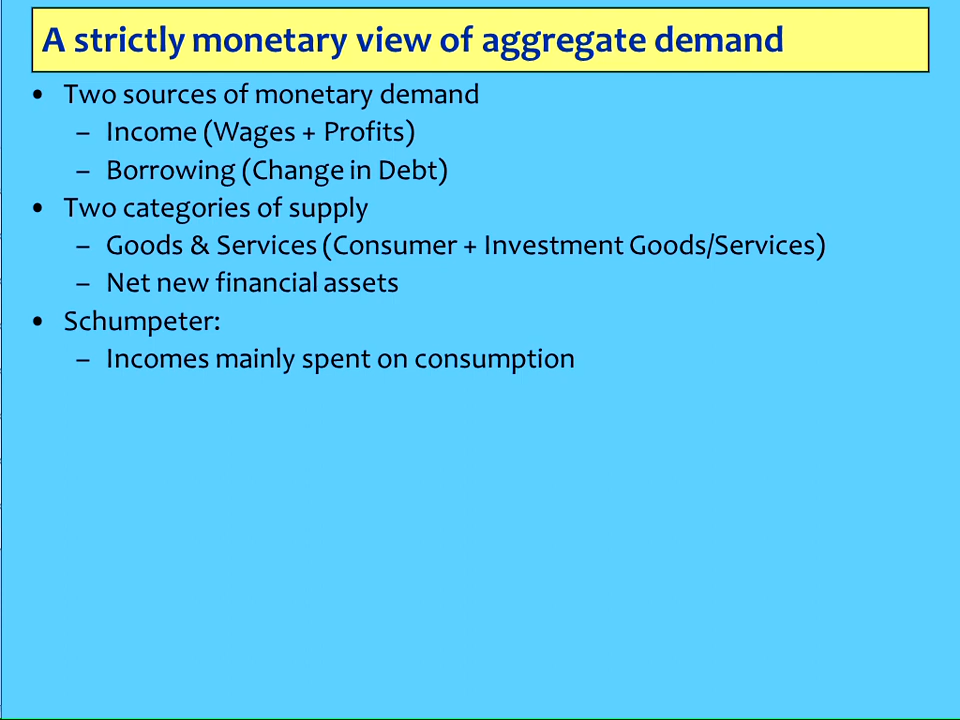 A strictly monetary view of aggregate demand
• Two sources of monetary demand
– Income (Wages + Profits)
– Borrowing (Change in Debt)
• Two categories of supply
– Goods & Services (Consumer + Investment Goods/Services)
– Net new financial assets
• Schumpeter:
– Incomes mainly spent on consumption